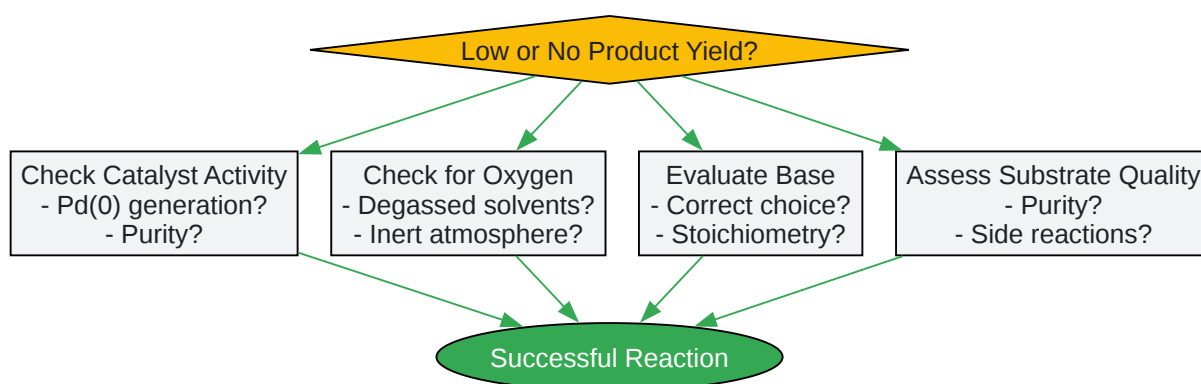 Low or No Product Yield?
Check Catalyst Activity
- Pd(0) generation?
- Purity?
Check for Oxygen
- Degassed solvents?
- Inert atmosphere?
Evaluate Base
- Correct choice?
- Stoichiometry?
Assess Substrate Quality
- Purity?
- Side reactions?
Successful Reaction